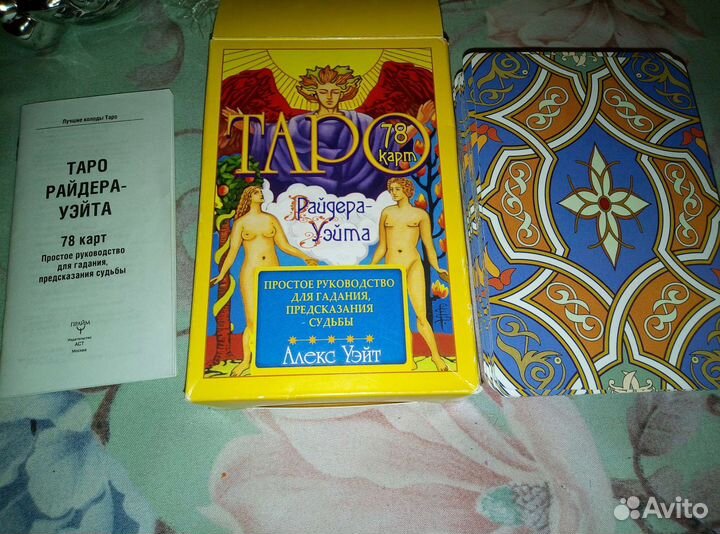 Лучшие колоды Таро
ТАРО
РАЙДЕРА-
УЭЙТА
78 карт
Простое руководство
для гадания,
предсказания судьбы
ПРАЙМ
Издательство
АСТ
Москва
ТАРО
78
карт
Райдера-
Уэйта
ПРОСТОЕ РУКОВОДСТВО
ДЛЯ ГАДАНИЯ,
ПРЕДСКАЗАНИЯ
СУДЬБЫ
Алекс Уэйт
Avito